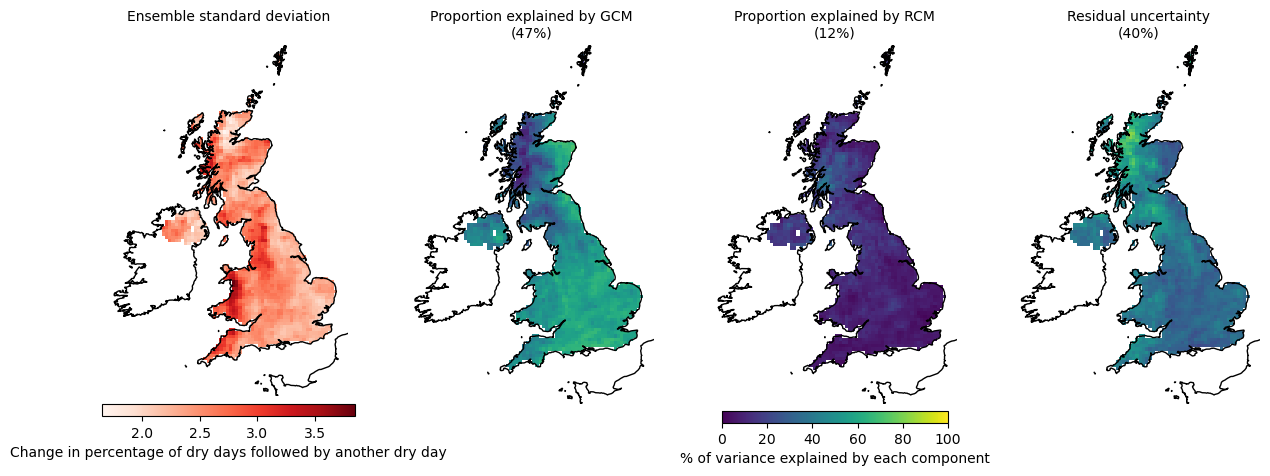 Ensemble standard deviation
Proportion explained by GCM
(47%)
Proportion explained by RCM
(12%)
Residual uncertainty
(40%)
2.0 2.5 3.0 3.5
Change in percentage of dry days followed by another dry day
0 20 40 60 80 100
% of variance explained by each component